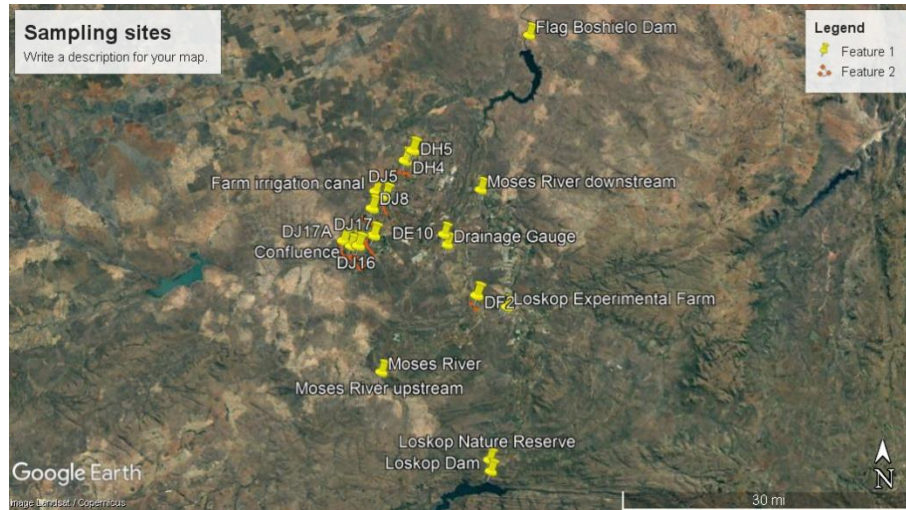 Sampling sites
Write a description for your map.
Legend
Feature 1
Feature 2
Flag Boshielo Dam
DH5
DH4
DJ5
Farm irrigation canal
Moses River downstream
DJ8
DJ17A
DJ17
DE10
Drainage Gauge
Confluence
DJ16
DF2
Loskop Experimental Farm
Moses River
Moses River upstream
Loskop Nature Reserve
Loskop Dam
Google Earth
Image Landsat / Copernicus
N
30 mi